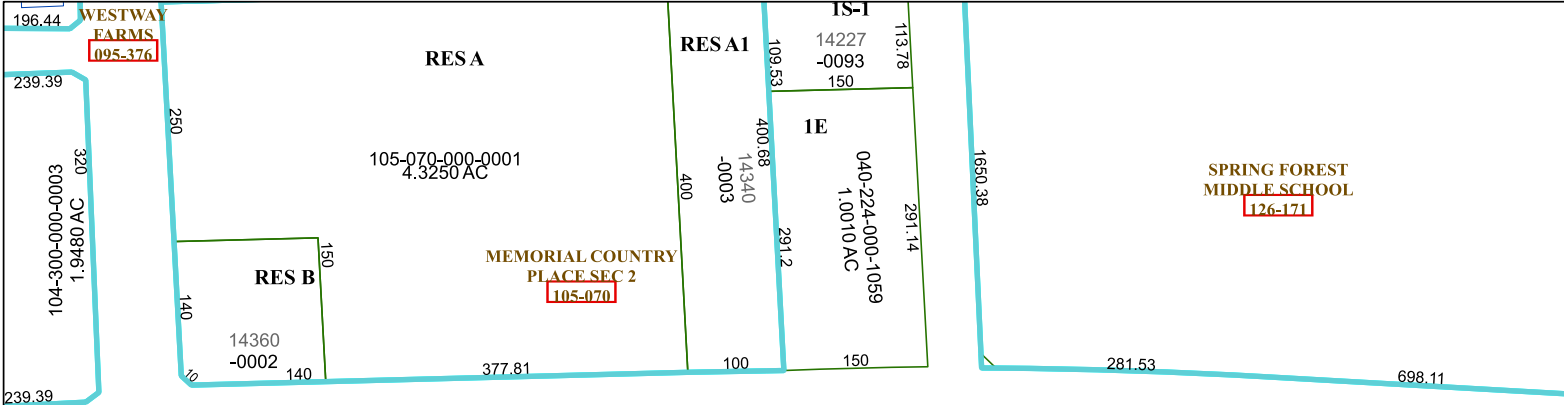 196.44
WESTWAY
FARMS
095-376
239.39
320
104-300-000-0003
1.9480 AC
239.39
250
RES A
105-070-000-0001
4.3250 AC
RES B
150
140
14360
-0002
10
140
377.81
MEMORIAL COUNTRY
PLACE SEC 2
105-070
RES A1
400
14340
-0003
100
109.53
400.68
291.2
1S-1
14227
-0093
150
113.78
1E
040-224-000-1059
1.0010 AC
291.14
150
1650.38
SPRING FOREST
MIDDLE SCHOOL
126-171
281.53
698.11